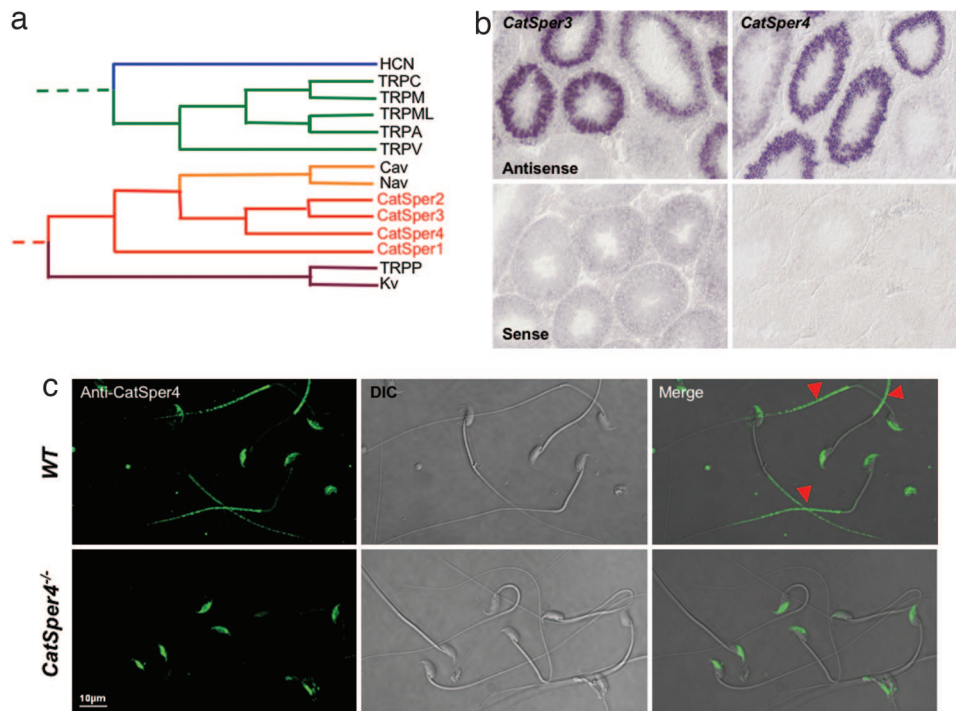 a
HCN
TRPC
TRPM
TRPML
TRPA
TRPV
Cav
Nav
CatSper2
CatSper3
CatSper4
CatSper1
TRPP
Kv
b
CatSper3
CatSper4
Antisense
Sense
c
Anti-CatSper4
DIC
Merge
WT
CatSper4-/-
10µm